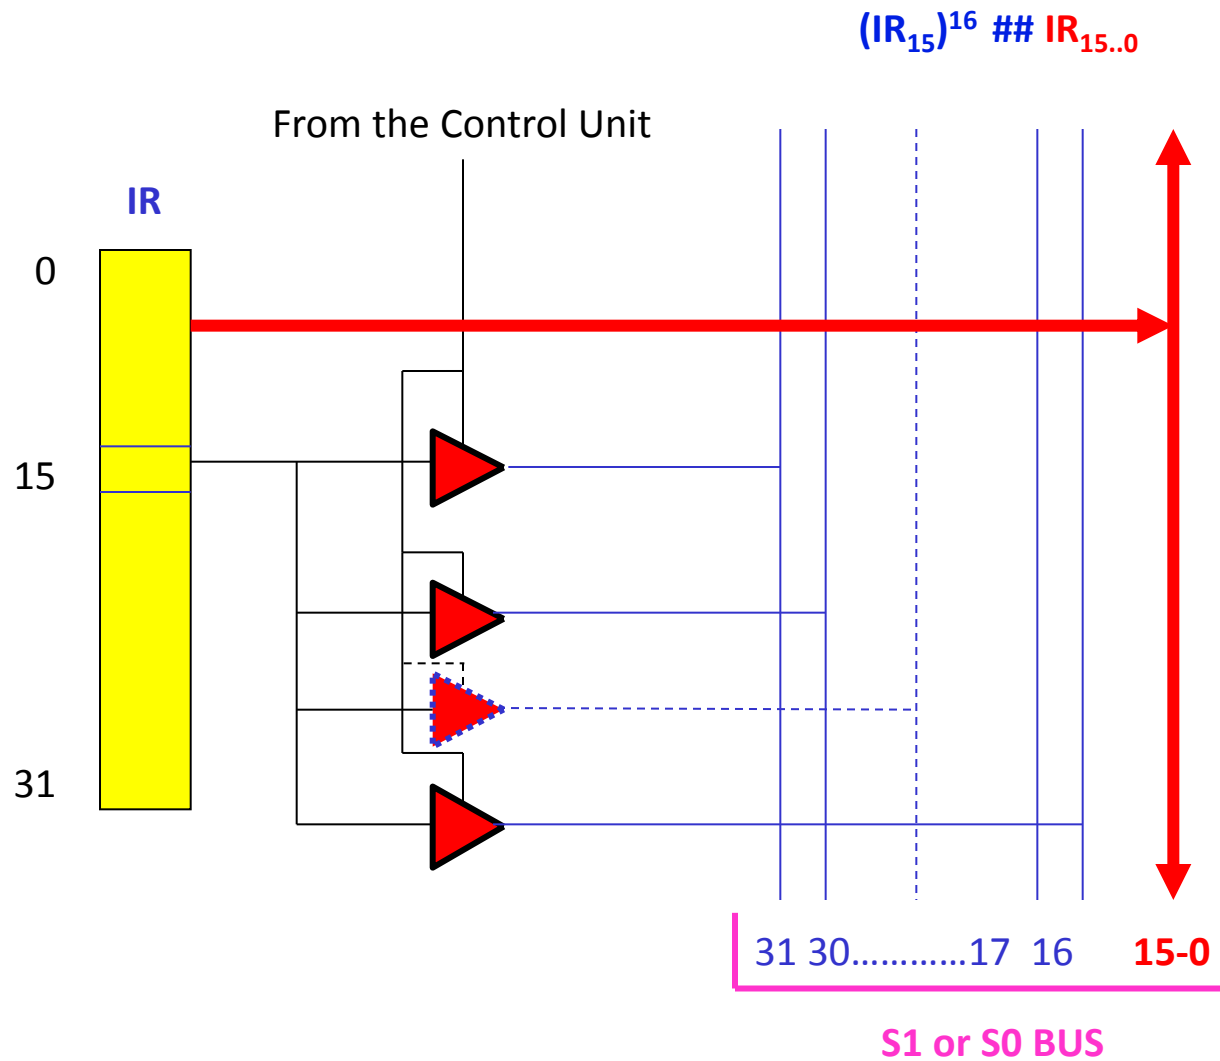 (IR15)16 ## IR15..0
From the Control Unit
IR
0
15
31
31 30............17 16 15-0
S1 or S0 BUS